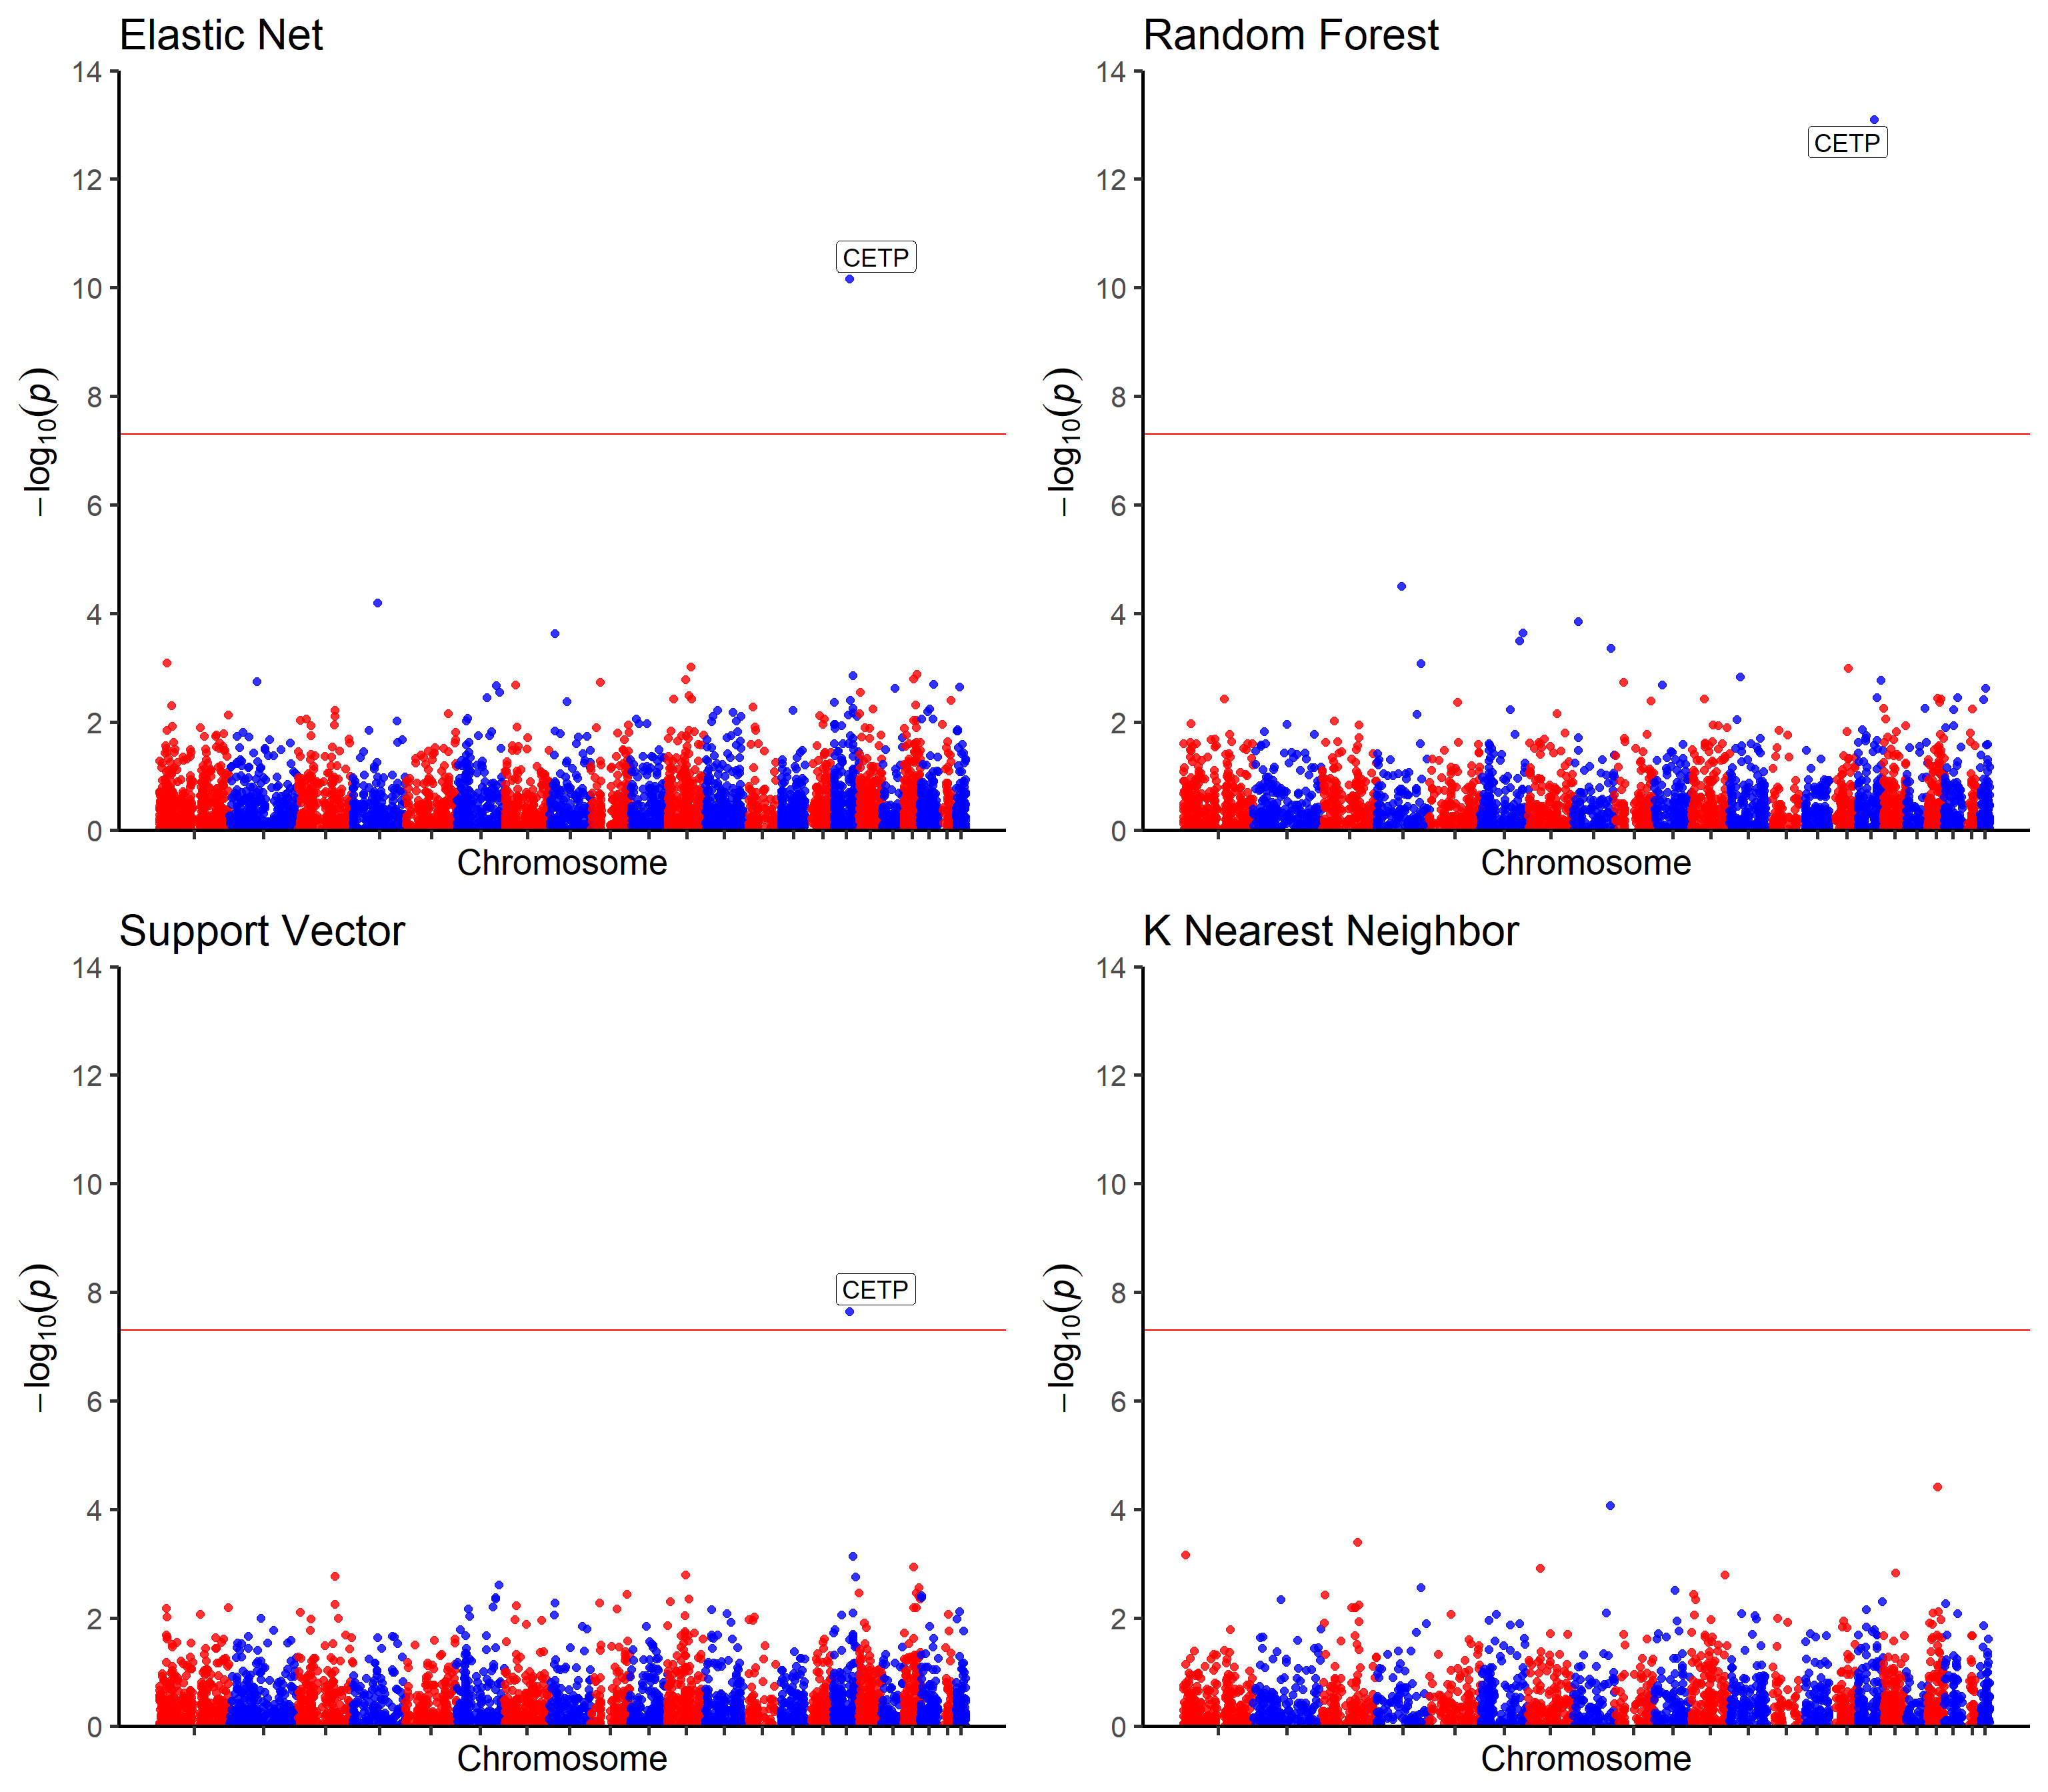 Elastic Net
14
12
10
8
6
4
2
0
−log10(p)
CETP
Chromosome
Random Forest
14
12
10
8
6
4
2
0
−log10(p)
CETP
Chromosome
Support Vector
14
12
10
8
6
4
2
0
−log10(p)
CETP
Chromosome
K Nearest Neighbor
14
12
10
8
6
4
2
0
−log10(p)
Chromosome